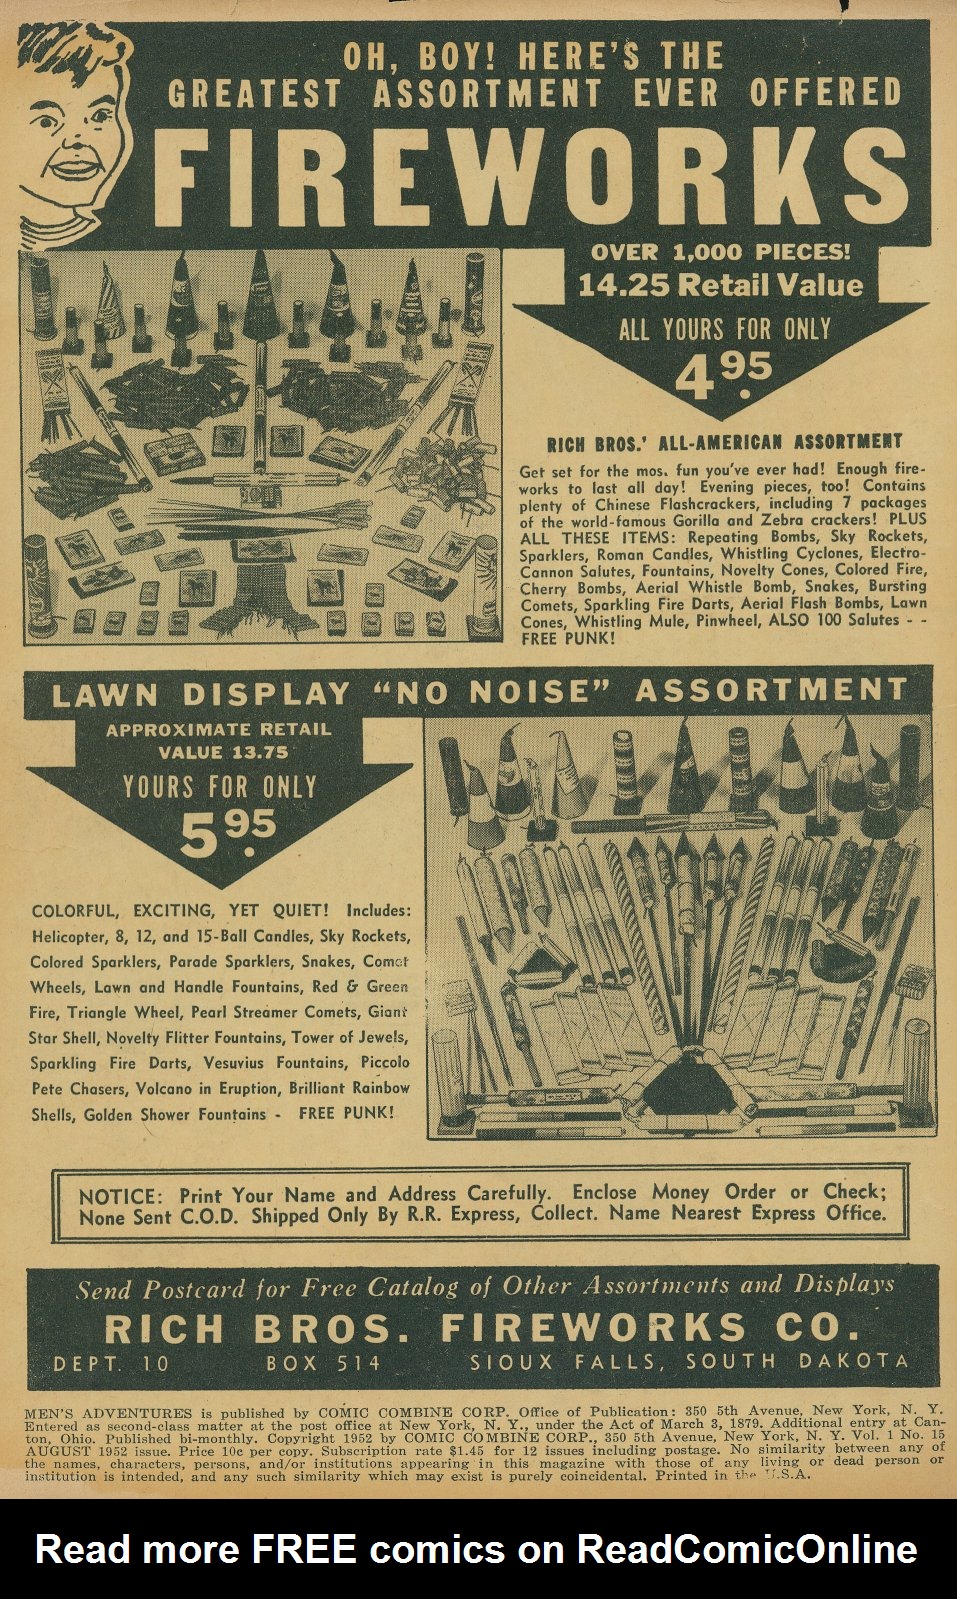 OH, BOY! HERE'S THE
GREATEST ASSORTMENT EVER OFFERED
FIREWORKS
OVER 1,000 PIECES!
14.25 Retail Value
ALL YOURS FOR ONLY
4.95
RICH BROS.' ALL-AMERICAN ASSORTMENT
Get set for the mos. fun you've ever had! Enough fire-
works to last all day! Evening pieces, too! Contains
plenty of Chinese Flashcrackers, including 7 packages
of the world-famous Gorilla and Zebra crackers! PLUS
ALL THESE ITEMS: Repeating Bombs, Sky Rockets,
Sparklers, Roman Candles, Whistling Cyclones, Electro-
Cannon Salutes, Fountains, Novelty Cones, Colored Fire,
Cherry Bombs, Aerial Whistle Bomb, Snakes, Bursting
Comets, Sparkling Fire Darts, Aerial Flash Bombs, Lawn
Cones, Whistling Mule, Pinwheel, ALSO 100 Salutes - -
FREE PUNK!
LAWN DISPLAY "NO NOISE" ASSORTMENT
APPROXIMATE RETAIL
VALUE 13.75
YOURS FOR ONLY
5.95
COLORFUL, EXCITING, YET QUIET! Includes:
Helicopter, 8, 12, and 15-Ball Candles, Sky Rockets,
Colored Sparklers, Parade Sparklers, Snakes, Comet
Wheels, Lawn and Handle Fountains, Red & Green
Fire, Triangle Wheel, Pearl Streamer Comets, Giant
Star Shell, Novelty Flitter Fountains, Tower of Jewels,
Sparkling Fire Darts, Vesuvius Fountains, Piccolo
Pete Chasers, Volcano in Eruption, Brilliant Rainbow
Shells, Golden Shower Fountains - FREE PUNK!
NOTICE: Print Your Name and Address Carefully. Enclose Money Order or Check;
None Sent C.O.D. Shipped Only By R.R. Express, Collect. Name Nearest Express Office.
Send Postcard for Free Catalog of Other Assortments and Displays
RICH BROS. FIREWORKS CO.
DEPT. 10 BOX 514 SIOUX FALLS, SOUTH DAKOTA
MEN'S ADVENTURES is published by COMIC COMBINE CORP. Office of Publication: 350 5th Avenue, New York, N. Y.
Entered as second-class matter at the post office at New York, N. Y., under the Act of March 3, 1879. Additional entry at Can-
ton, Ohio. Published bi-monthly. Copyright 1952 by COMIC COMBINE CORP., 350 5th Avenue, New York, N. Y. Vol. 1 No. 15
AUGUST 1952 issue. Price 10c per copy. Subscription rate $1.45 for 12 issues including postage. No similarity between any of
the names, characters, persons, and/or institutions appearing in this magazine with those of any living or dead person or
institution is intended, and any such similarity which may exist is purely coincidental. Printed in the U.S.A.
Read more FREE comics on ReadComicOnline